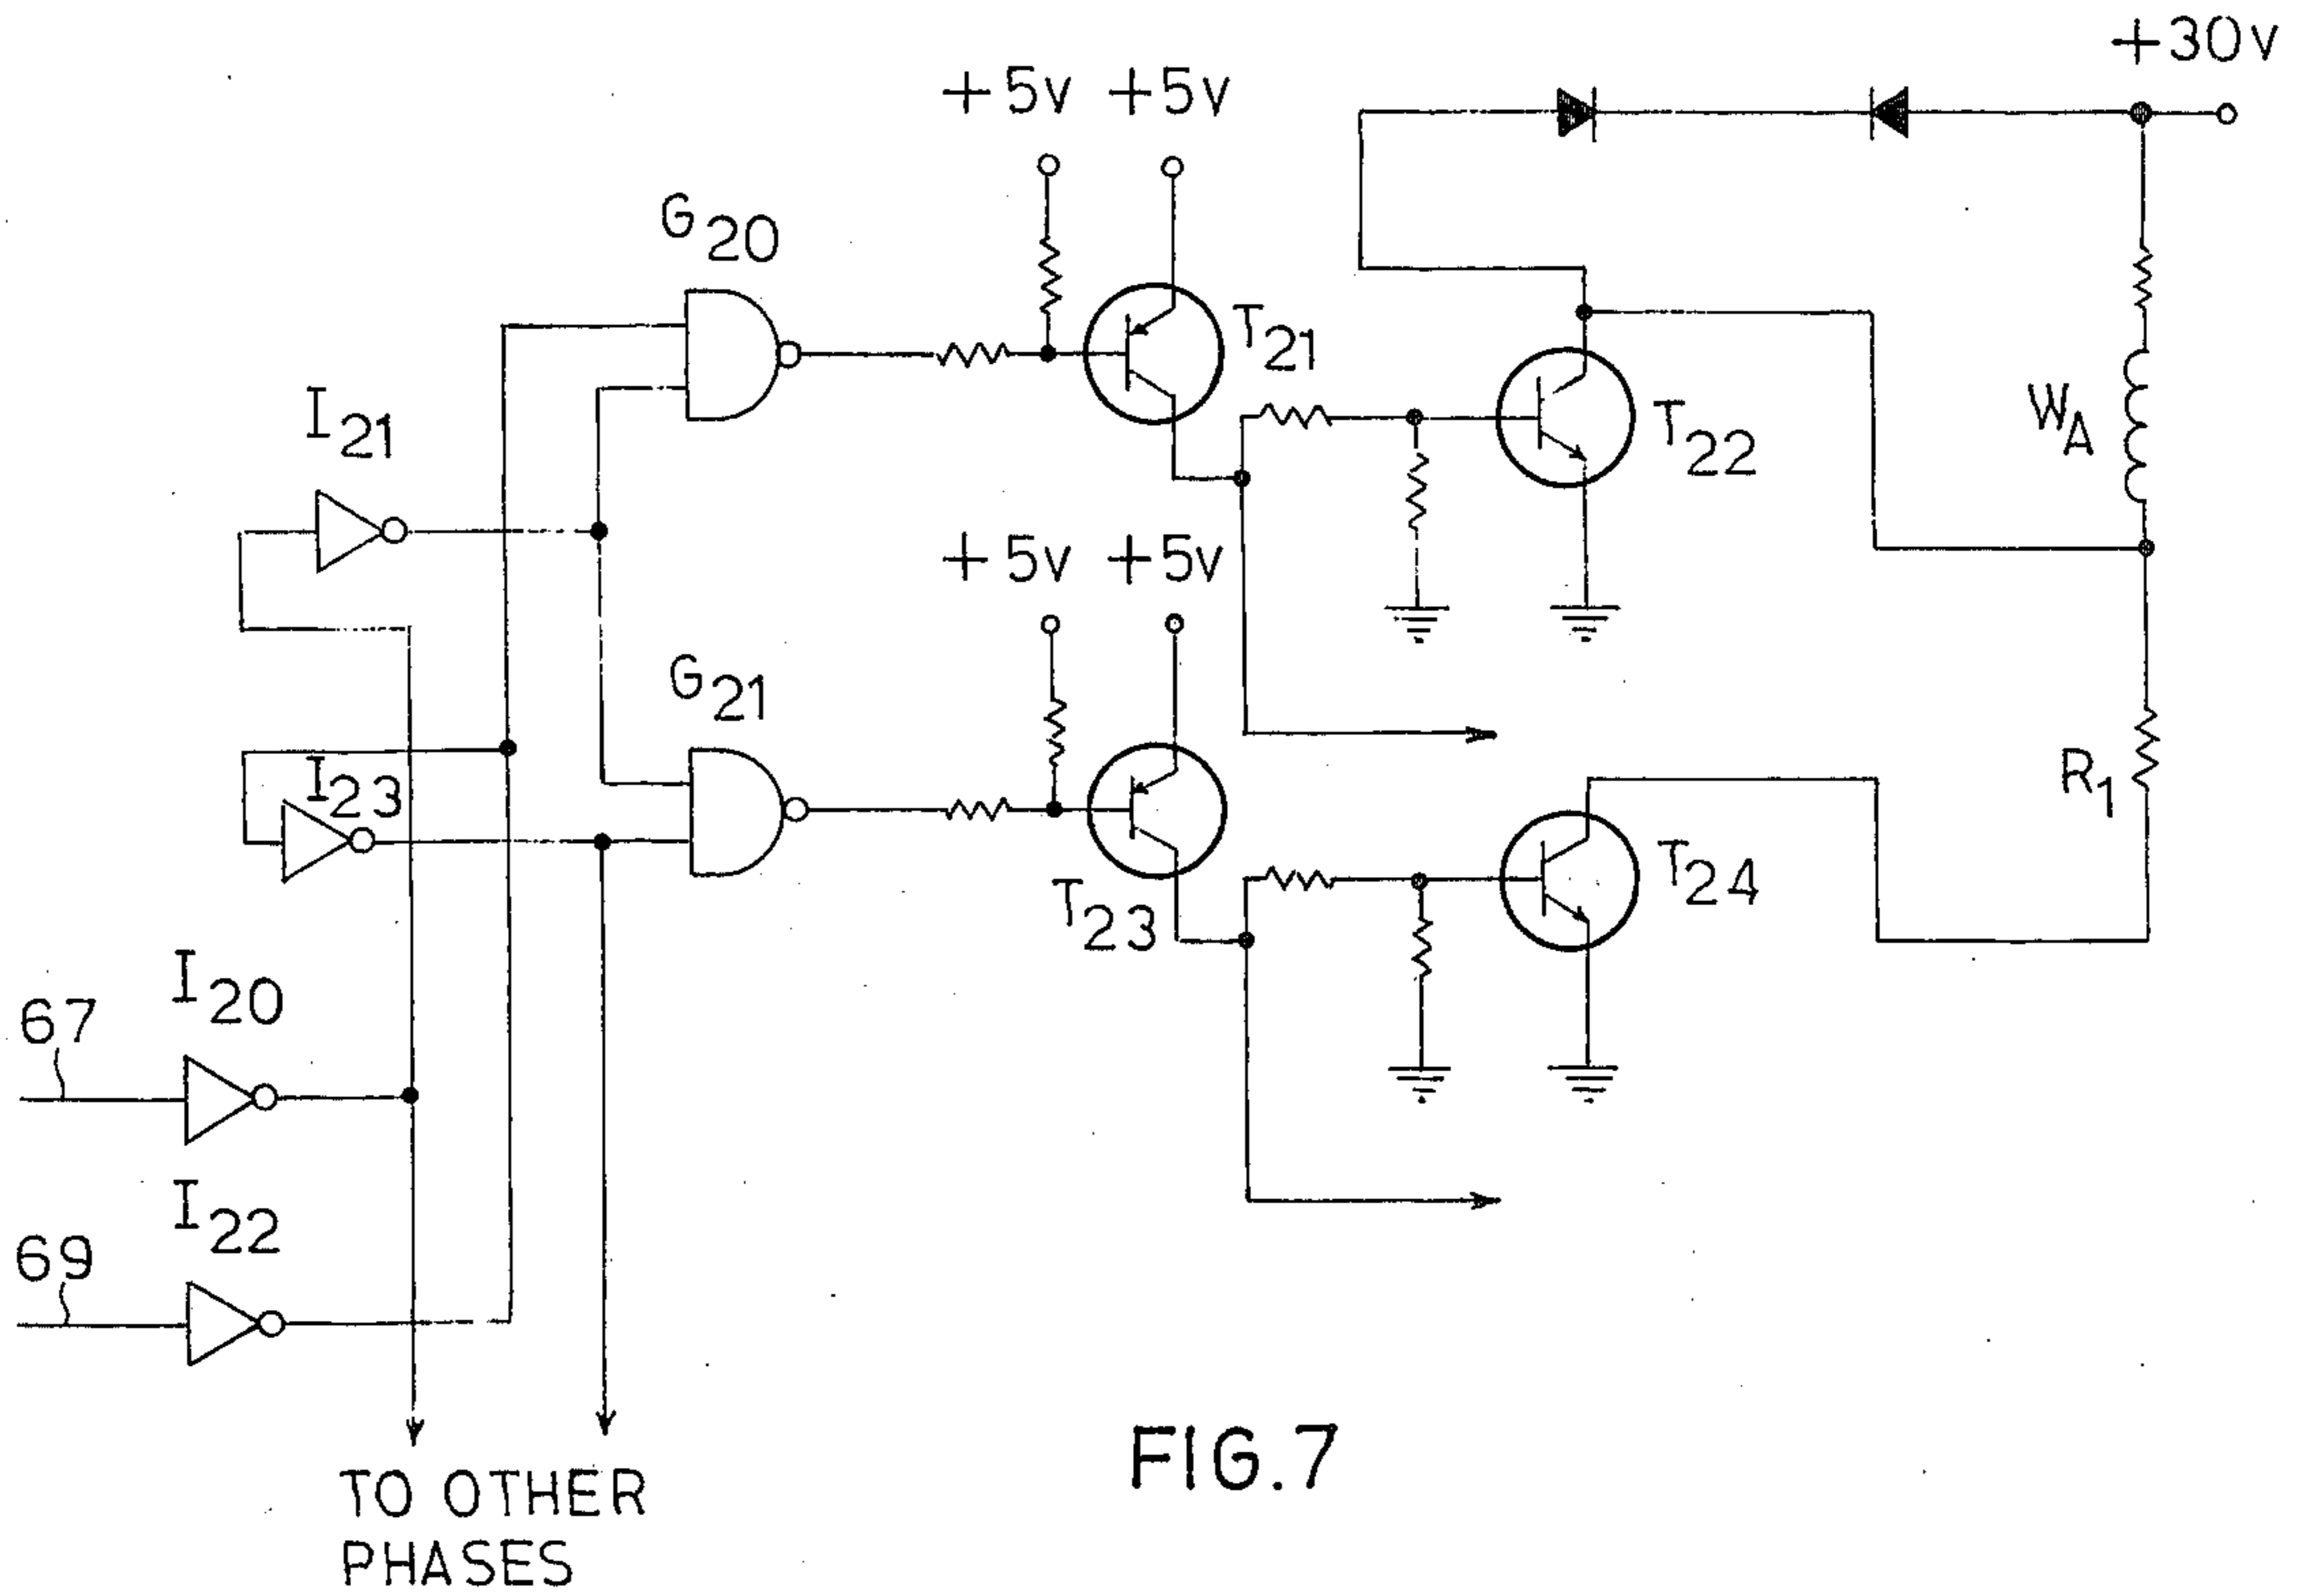 +30v
+5v +5v
G20
T21
I21
T22
WA
+5v +5v
G21
I23
R1
T24
T23
I20
67
I22
69
FIG.7
TO OTHER
PHASES